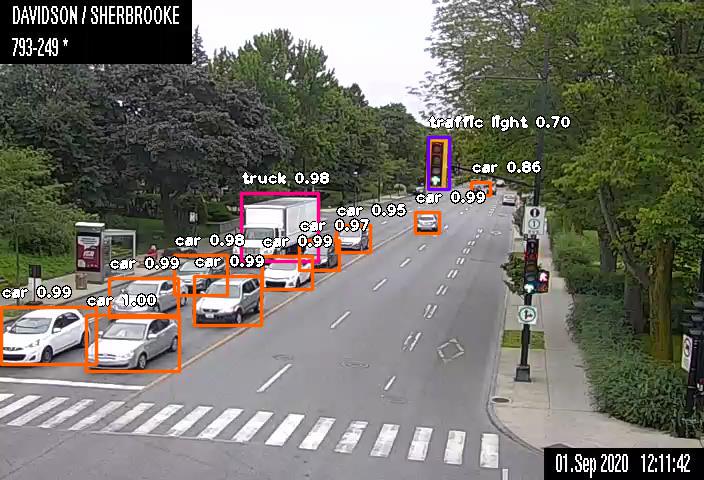 DAVIDSON / SHERBROOKE
793-249 *
traffic light 0.70
car 0.86
truck 0.98
car 0.99
car 0.95
car 0.97
car 0.98
car 0.99
car 0.99
car 0.99
car 0.99
car 1.00
01.Sep 2020 12:11:42